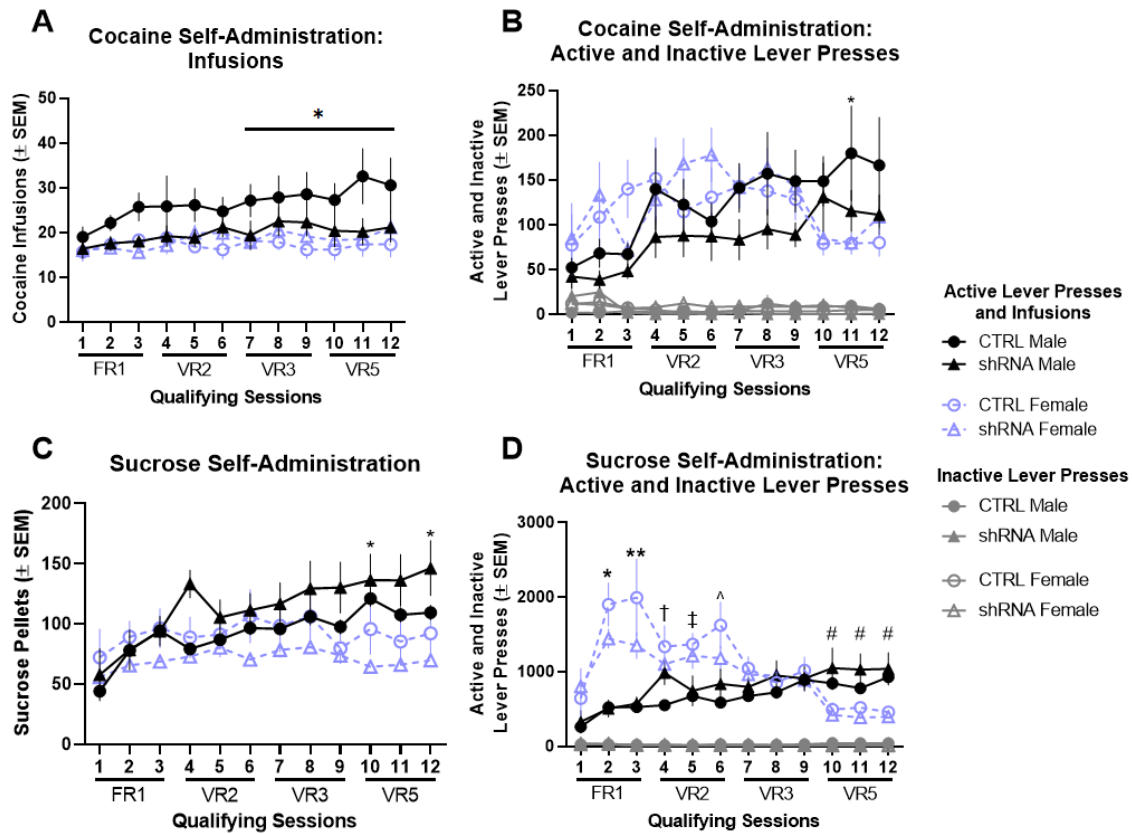 A
Cocaine Self-Administration:
Infusions
Cocaine Infusions (± SEM)
50
40
30
20
10
0
*
1 2 3 4 5 6 7 8 9 10 11 12
FR1 VR2 VR3 VR5
Qualifying Sessions
B
Cocaine Self-Administration:
Active and Inactive Lever Presses
Active and Inactive
Lever Presses (± SEM)
250
200
150
100
50
0
*
1 2 3 4 5 6 7 8 9 10 11 12
FR1 VR2 VR3 VR5
Qualifying Sessions
Active Lever Presses
and Infusions
CTRL Male
shRNA Male
CTRL Female
shRNA Female
Inactive Lever Presses
CTRL Male
shRNA Male
CTRL Female
shRNA Female
C
Sucrose Self-Administration
Sucrose Pellets (± SEM)
200
150
100
50
0
* *
1 2 3 4 5 6 7 8 9 10 11 12
FR1 VR2 VR3 VR5
Qualifying Sessions
D
Sucrose Self-Administration:
Active and Inactive Lever Presses
Active and Inactive
Lever Presses (± SEM)
3000
2000
1000
0
* ** † ‡ ^ # # #
1 2 3 4 5 6 7 8 9 10 11 12
FR1 VR2 VR3 VR5
Qualifying Sessions